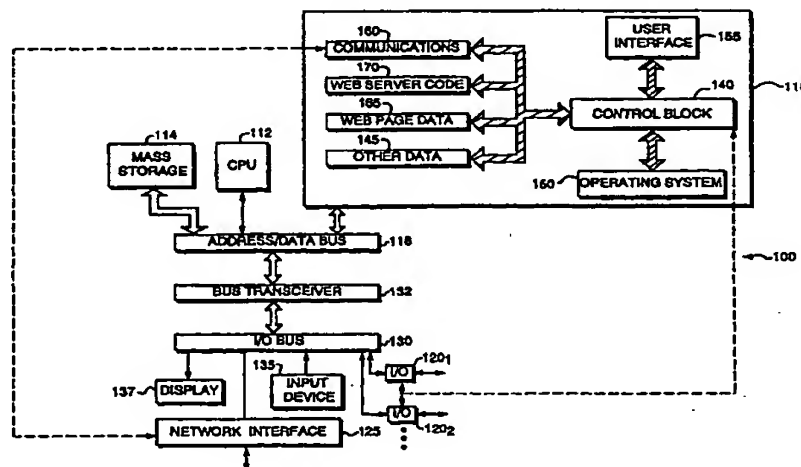 160
COMMUNICATIONS
170
WEB SERVER CODE
165
WEB PAGE DATA
145
OTHER DATA
USER
INTERFACE
155
140
CONTROL BLOCK
OPERATING SYSTEM
114
MASS
STORAGE
112
CPU
ADDRESS/DATA BUS
118
100
BUS TRANSCEIVER
132
I/O BUS
130
137
DISPLAY
135
INPUT
DEVICE
I/O
120₁
I/O
120₂
NETWORK INTERFACE
125